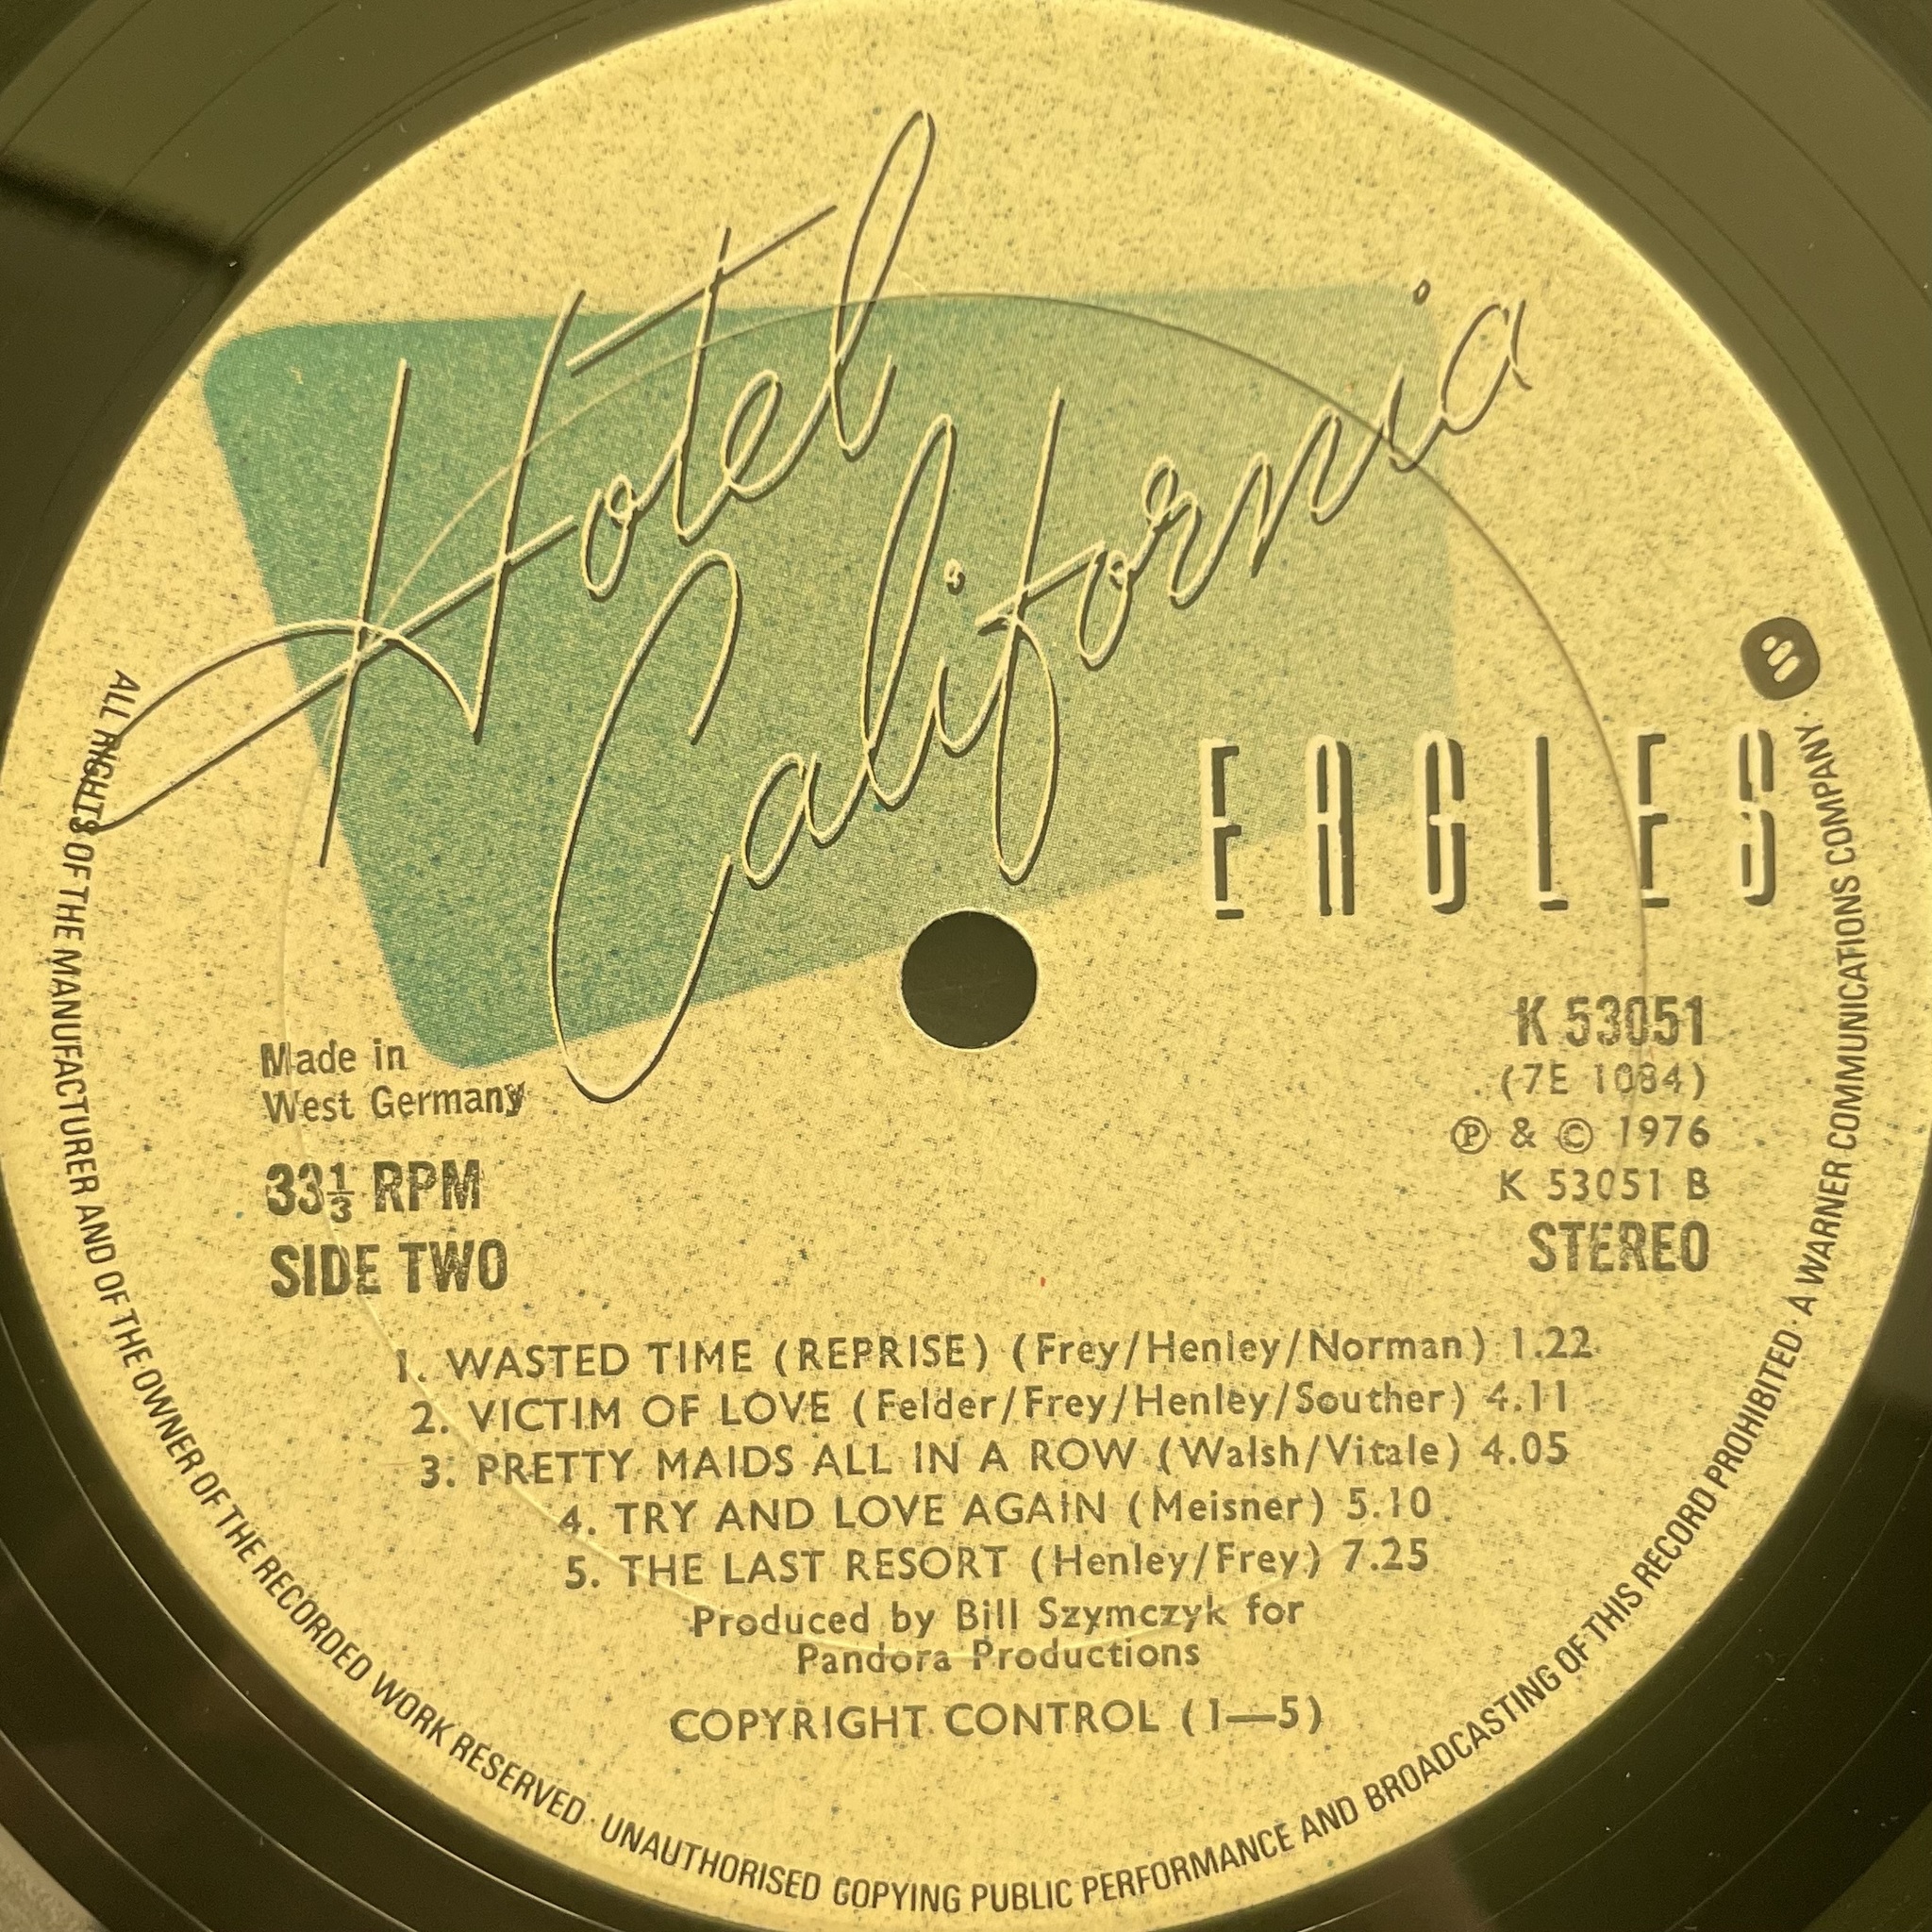 Hotel
California
EAGLES
Made in
West Germany
33⅓ RPM
SIDE TWO
K 53051
(7E 1084)
℗ & © 1976
K 53051 B
STEREO
1. WASTED TIME (REPRISE) (Frey/Henley/Norman) 1.22
2. VICTIM OF LOVE (Felder/Frey/Henley/Souther) 4.11
3. PRETTY MAIDS ALL IN A ROW (Walsh/Vitale) 4.05
4. TRY AND LOVE AGAIN (Meisner) 5.10
5. THE LAST RESORT (Henley/Frey) 7.25
Produced by Bill Szymczyk for
Pandora Productions
COPYRIGHT CONTROL (1—5)
ALL RIGHTS OF THE MANUFACTURER AND OF THE OWNER OF THE RECORDED WORK RESERVED · UNAUTHORISED COPYING PUBLIC PERFORMANCE AND BROADCASTING OF THIS RECORD PROHIBITED · A WARNER COMMUNICATIONS COMPANY ·